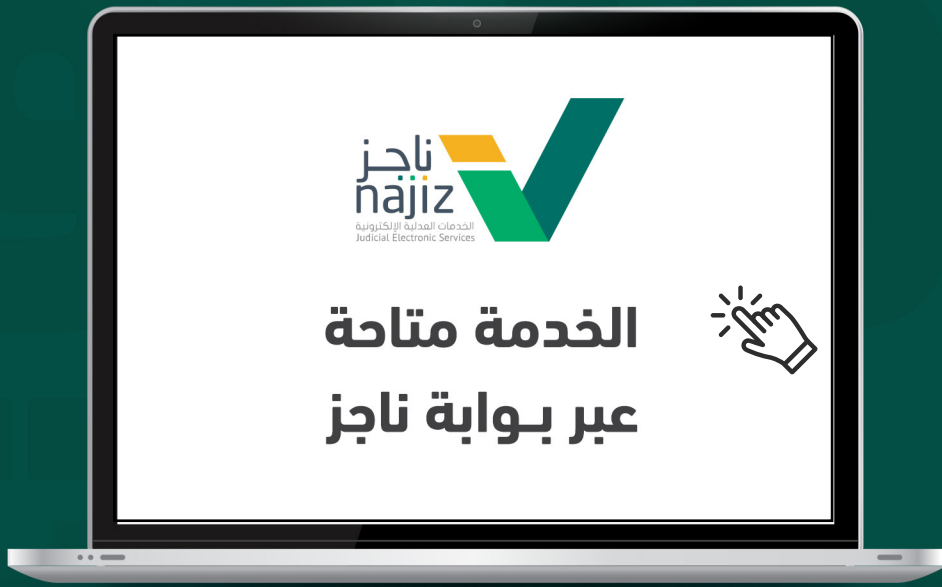 ناجز
najiz
الخدمات العدلية الإلكترونية
Judicial Electronic Services
الخدمة متاحة
عبر بـوابة ناجز